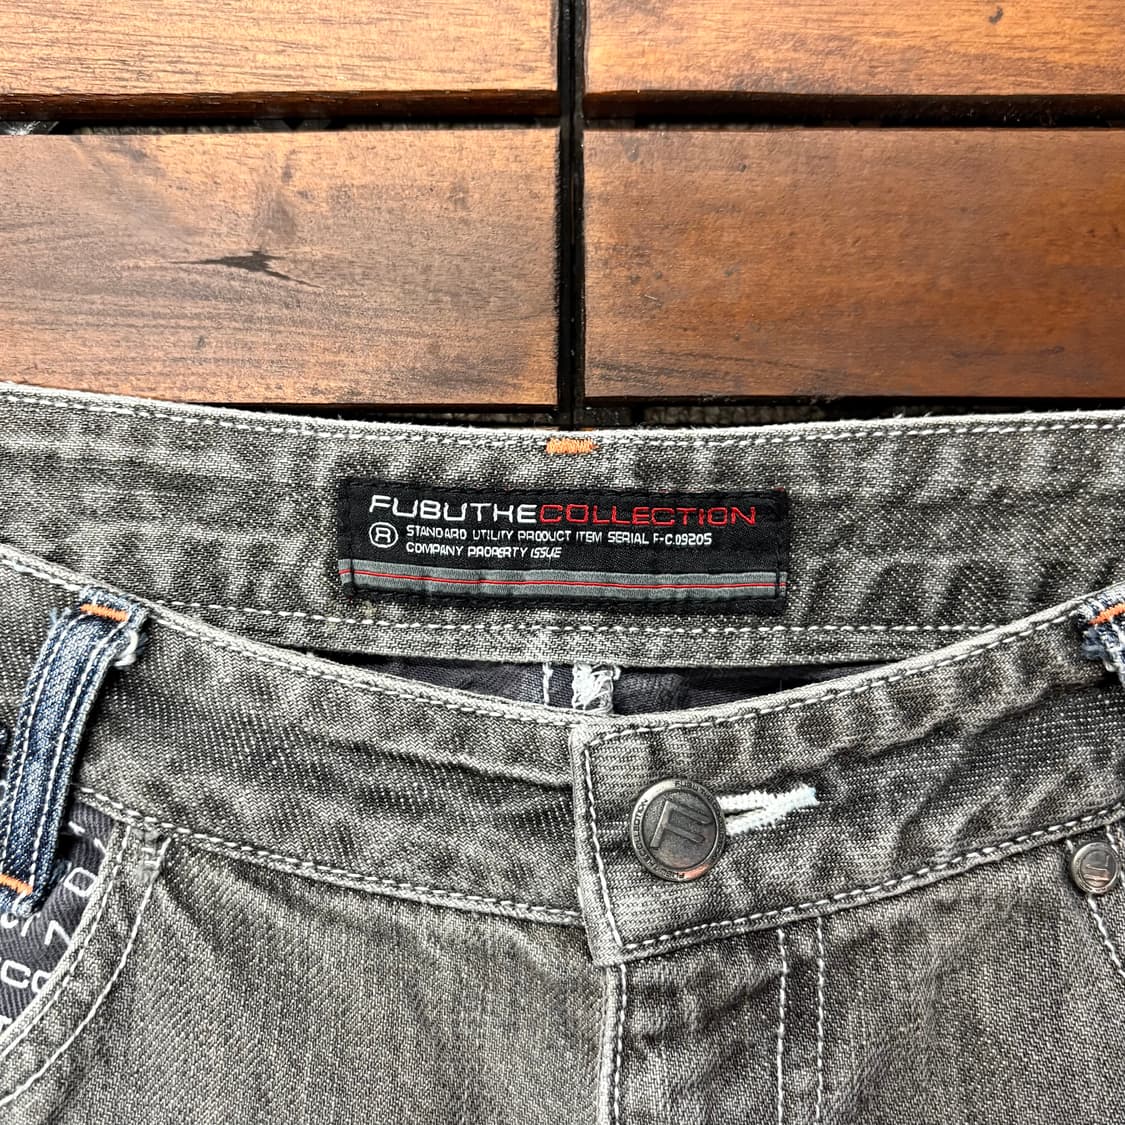 FUBUTHECOLLECTION
® STANDARD UTILITY PRODUCT ITEM SERIAL F-C.09205
COMPANY PROPERTY ISSUE